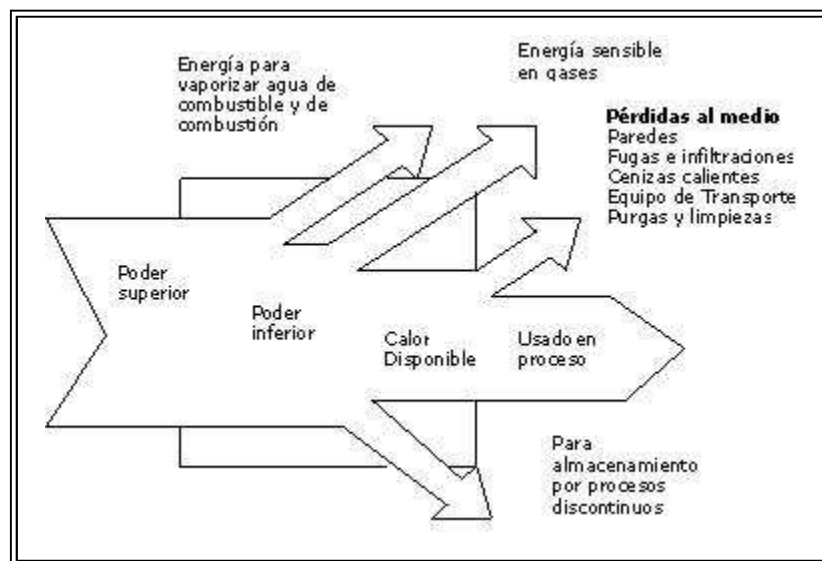 Energía para
vaporizar agua de
combustible y de
combustión
Energía sensible
en gases
Pérdidas al medio
Paredes
Fugas e infiltraciones
Cenizas calientes
Equipo de Transporte
Purgas y limpiezas
Poder
superior
Poder
inferior
Calor
Disponible
Usado en
proceso
Para
almacenamiento
por procesos
discontinuos